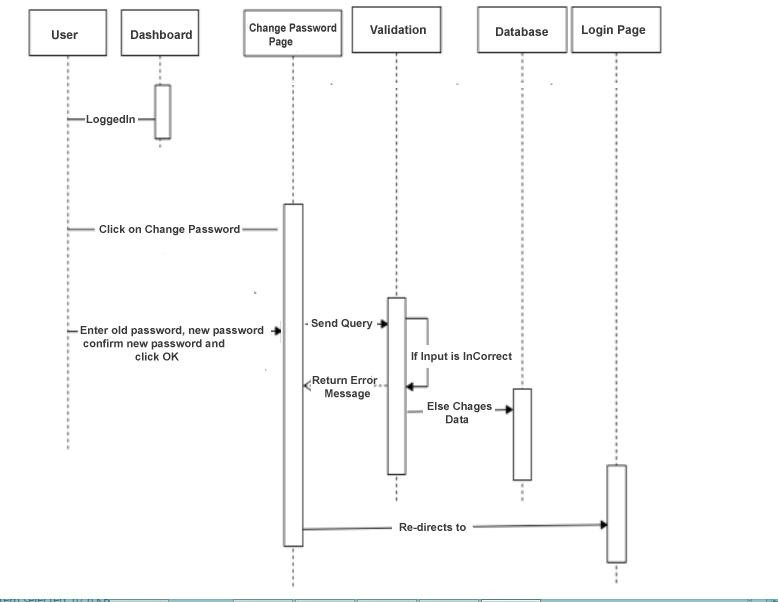 User
Dashboard
Change Password
Page
Validation
Database
Login Page
LoggedIn
Click on Change Password
Enter old password, new password
confirm new password and
click OK
Send Query
If Input is InCorrect
Return Error
Message
Else Chages
Data
Re-directs to